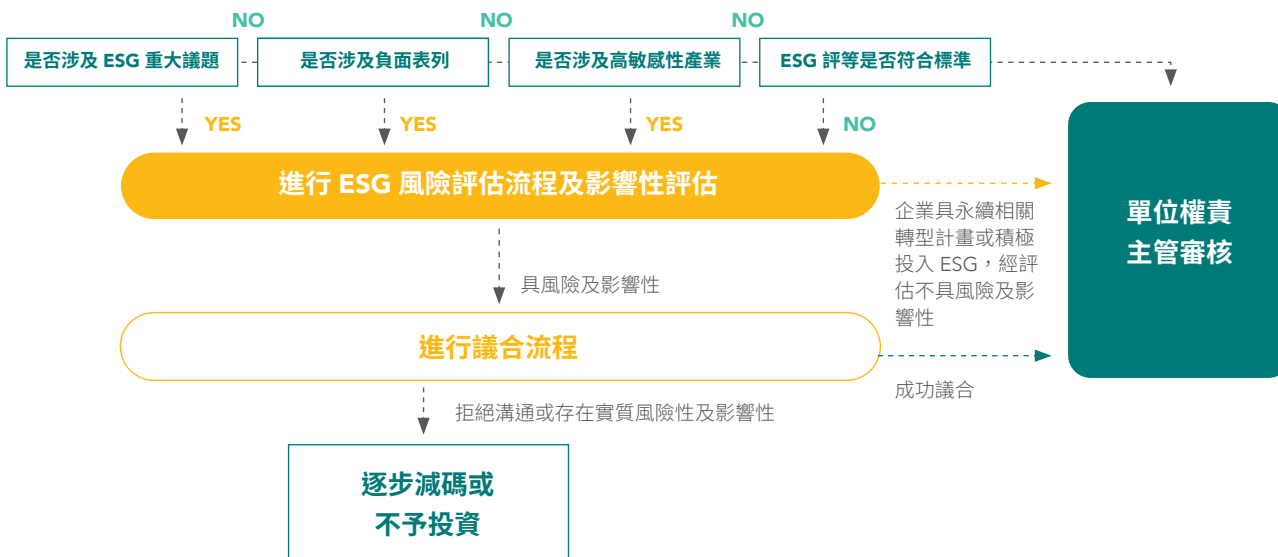 NO
NO
NO
是否涉及 ESG 重大議題
是否涉及負面表列
是否涉及高敏感性產業
ESG 評等是否符合標準
YES
YES
YES
NO
進行 ESG 風險評估流程及影響性評估
企業具永續相關
轉型計畫或積極
投入 ESG，經評
估不具風險及影
響性
單位權責
主管審核
具風險及影響性
進行議合流程
成功議合
拒絕溝通或存在實質風險性及影響性
逐步減碼或
不予投資